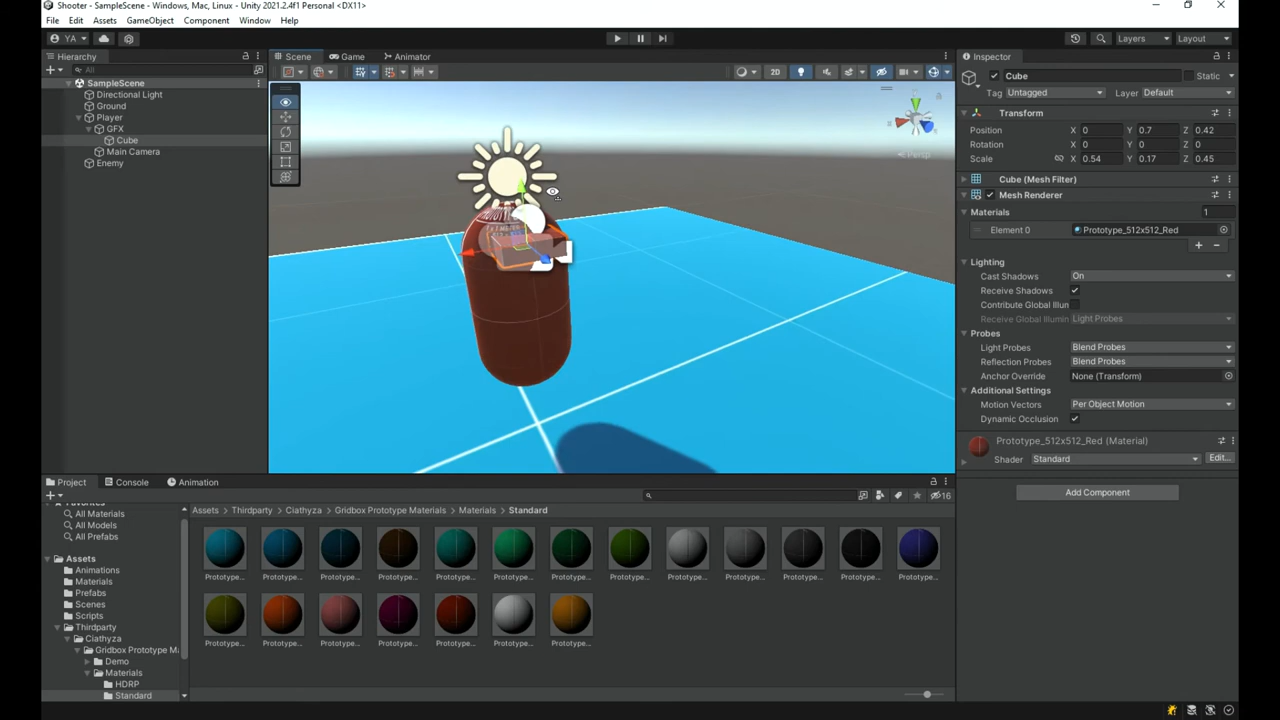 Shooter - SampleScene - Windows, Mac, Linux - Unity 2021.2.4f1 Personal <DX11>
File Edit Assets GameObject Component Window Help
YA
Layers Layout
Hierarchy
All
SampleScene
Directional Light
Ground
Player
GFX
Cube
Main Camera
Enemy
Scene Game Animator
2D
Persp
Inspector
Cube Static
Tag Untagged Layer Default
Transform
Position X 0 Y 0.7 Z 0.42
Rotation X 0 Y 0 Z 0
Scale X 0.54 Y 0.17 Z 0.45
Cube (Mesh Filter)
Mesh Renderer
Materials 1
Element 0 Prototype_512x512_Red
Lighting
Cast Shadows On
Receive Shadows
Contribute Global Illun
Receive Global Illumin Light Probes
Probes
Light Probes Blend Probes
Reflection Probes Blend Probes
Anchor Override None (Transform)
Additional Settings
Motion Vectors Per Object Motion
Dynamic Occlusion
Prototype_512x512_Red (Material)
Shader Standard Edit...
Add Component
Project Console Animation
16
Favorites
All Materials
All Models
All Prefabs
Assets
Animations
Materials
Prefabs
Scenes
Scripts
Thirdparty
Ciathyza
Gridbox Prototype Ma
Demo
Materials
HDRP
Standard
Assets > Thirdparty > Ciathyza > Gridbox Prototype Materials > Materials > Standard
Prototype... Prototype... Prototype... Prototype... Prototype... Prototype... Prototype... Prototype... Prototype... Prototype... Prototype... Prototype... Prototype...
Prototype... Prototype... Prototype... Prototype... Prototype... Prototype... Prototype...